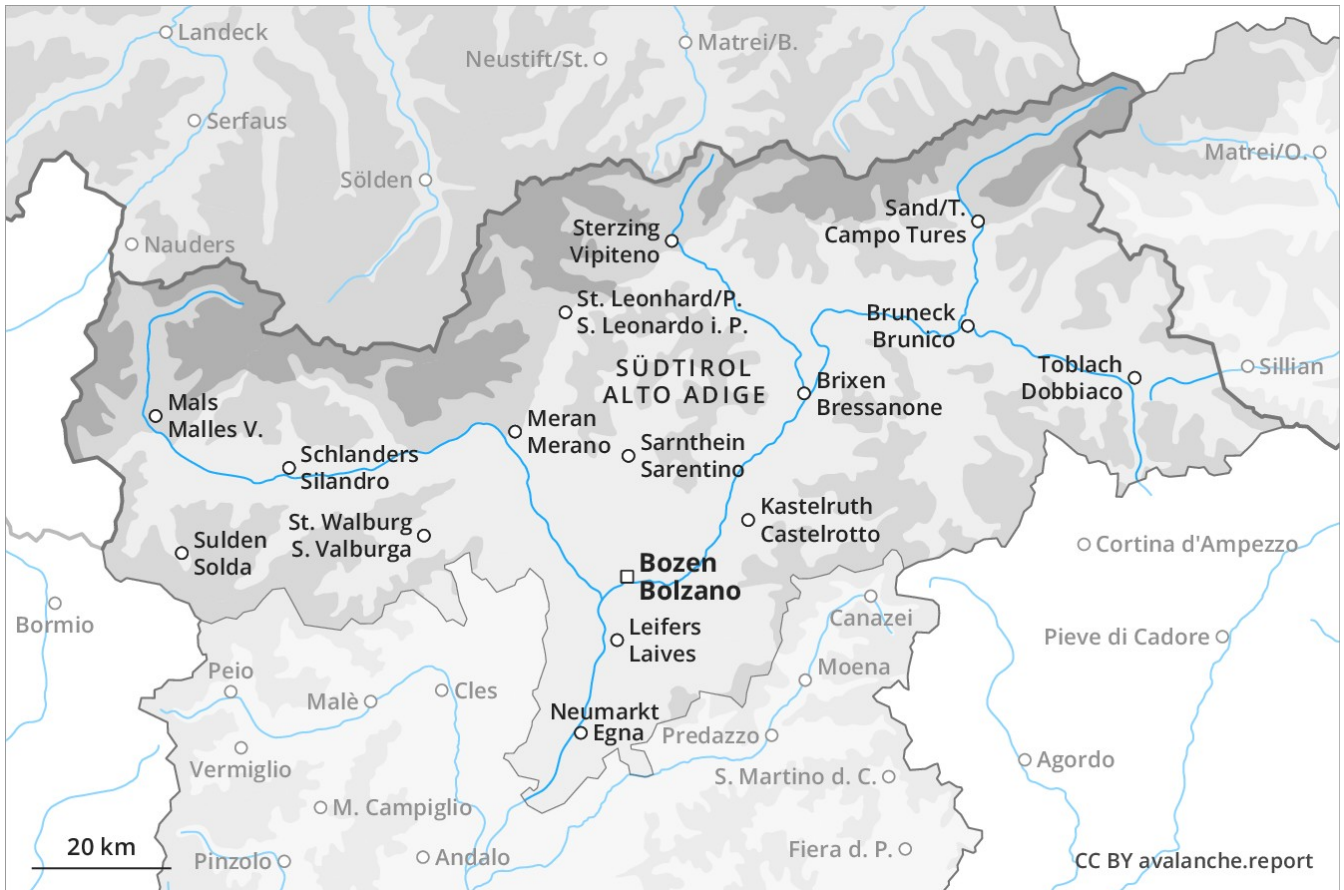 Landeck
Neustift/St.
Matrei/B.
Serfaus
Matrei/O.
Sölden
Sand/T.
Campo Tures
Sterzing
Vipiteno
Nauders
St. Leonhard/P.
S. Leonardo i. P.
Bruneck
Brunico
SÜDTIROL
ALTO ADIGE
Toblach
Dobbiaco
Sillian
Brixen
Bressanone
Mals
Malles V.
Meran
Merano
Sarnthein
Sarentino
Schlanders
Silandro
Kastelruth
Castelrotto
St. Walburg
S. Valburga
Sulden
Solda
Cortina d'Ampezzo
Bozen
Bolzano
Bormio
Canazei
Leifers
Laives
Pieve di Cadore
Peio
Moena
Malè
Cles
Neumarkt
Egna
Predazzo
Vermiglio
Agordo
S. Martino d. C.
M. Campiglio
20 km
Pinzolo
Andalo
Fiera d. P.
CC BY avalanche.report